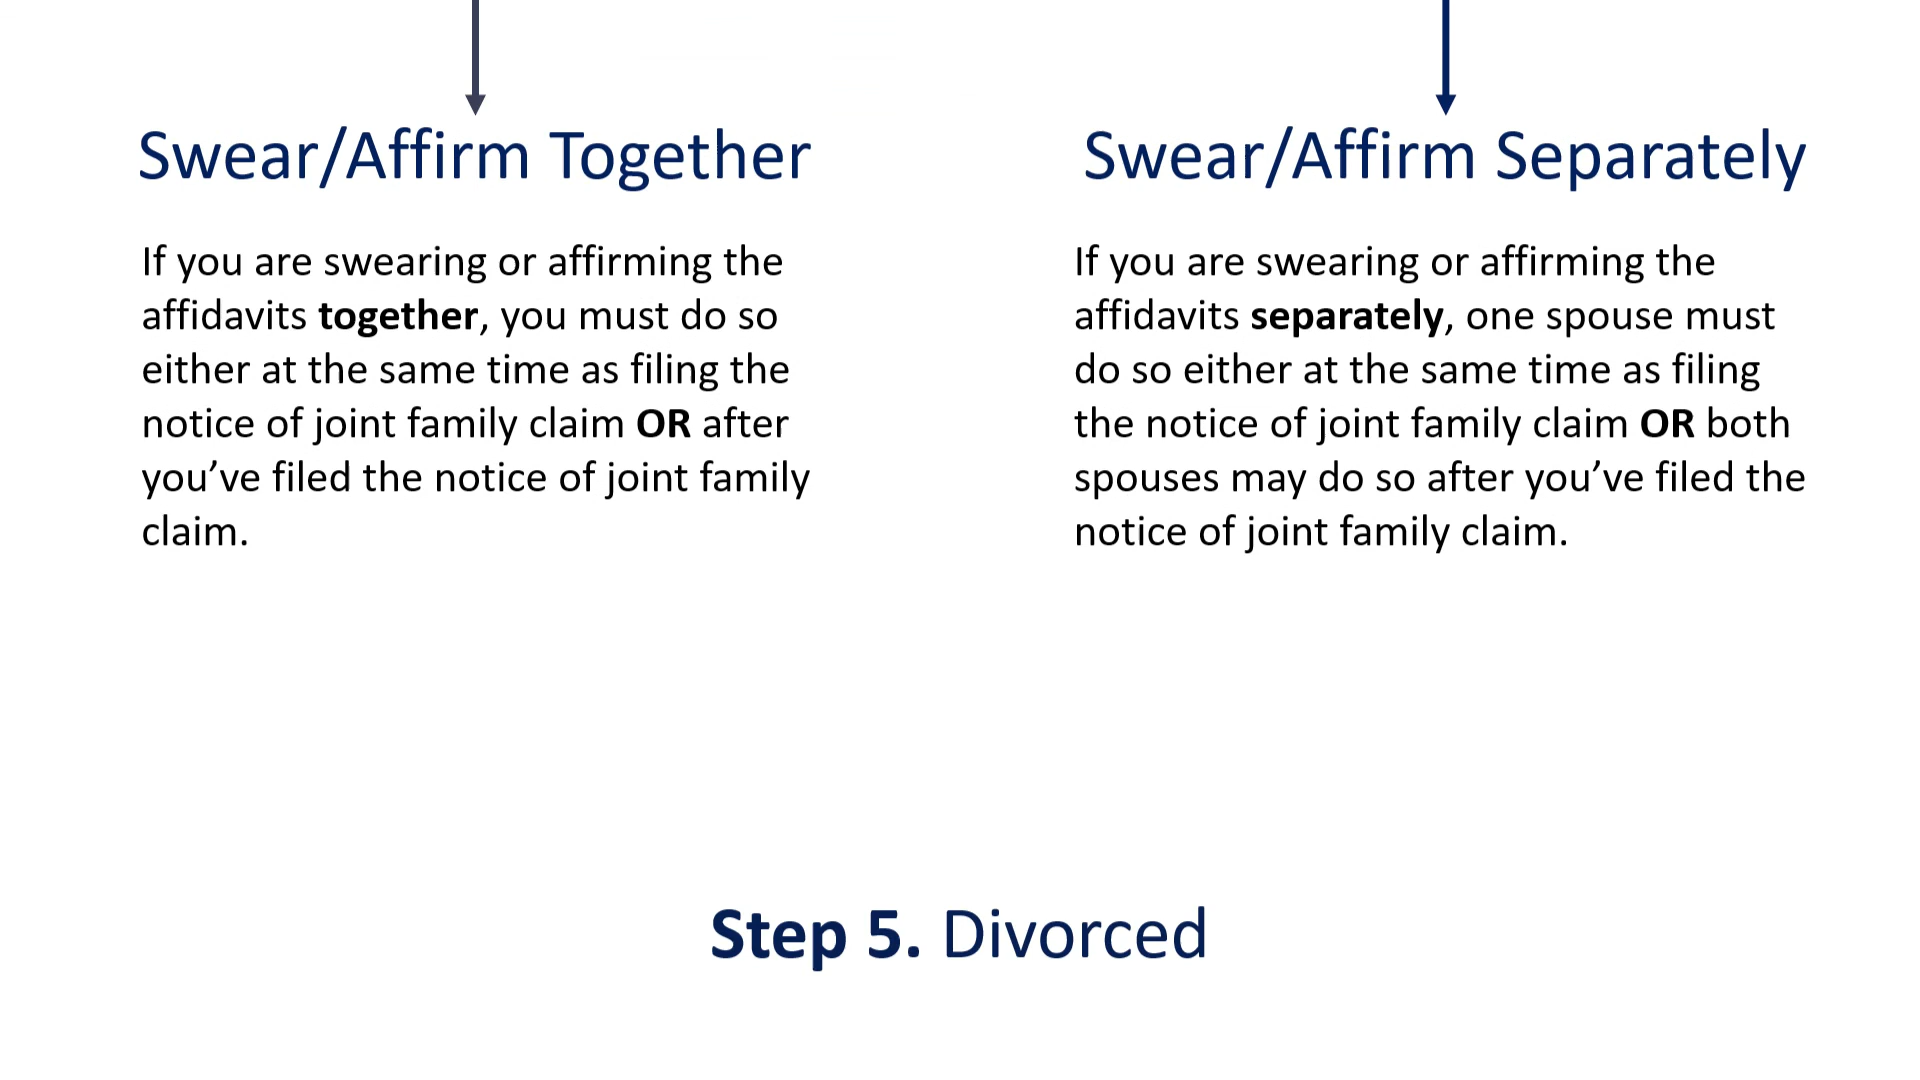 Swear/Affirm Together
If you are swearing or affirming the
affidavits together, you must do so
either at the same time as filing the
notice of joint family claim OR after
you’ve filed the notice of joint family
claim.
Swear/Affirm Separately
If you are swearing or affirming the
affidavits separately, one spouse must
do so either at the same time as filing
the notice of joint family claim OR both
spouses may do so after you’ve filed the
notice of joint family claim.
Step 5. Divorced